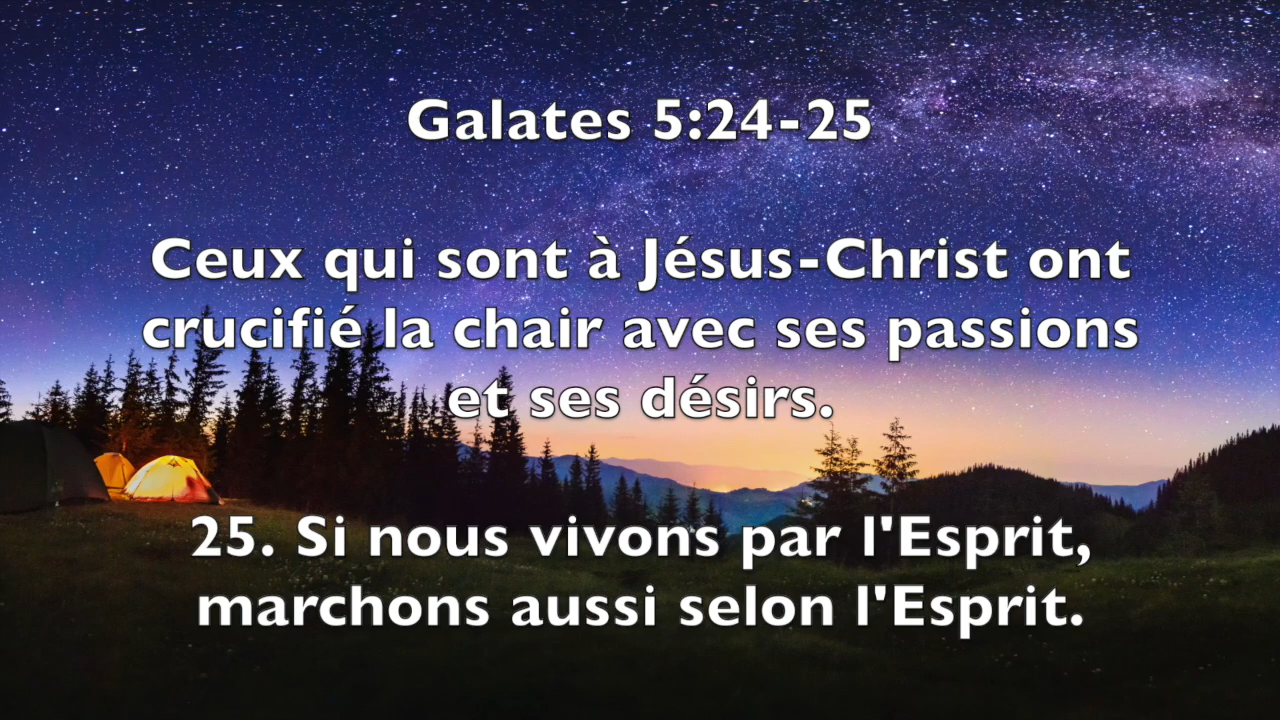 Galates 5:24-25
Ceux qui sont à Jésus-Christ ont
crucifié la chair avec ses passions
et ses désirs.
25. Si nous vivons par l'Esprit,
marchons aussi selon l'Esprit.